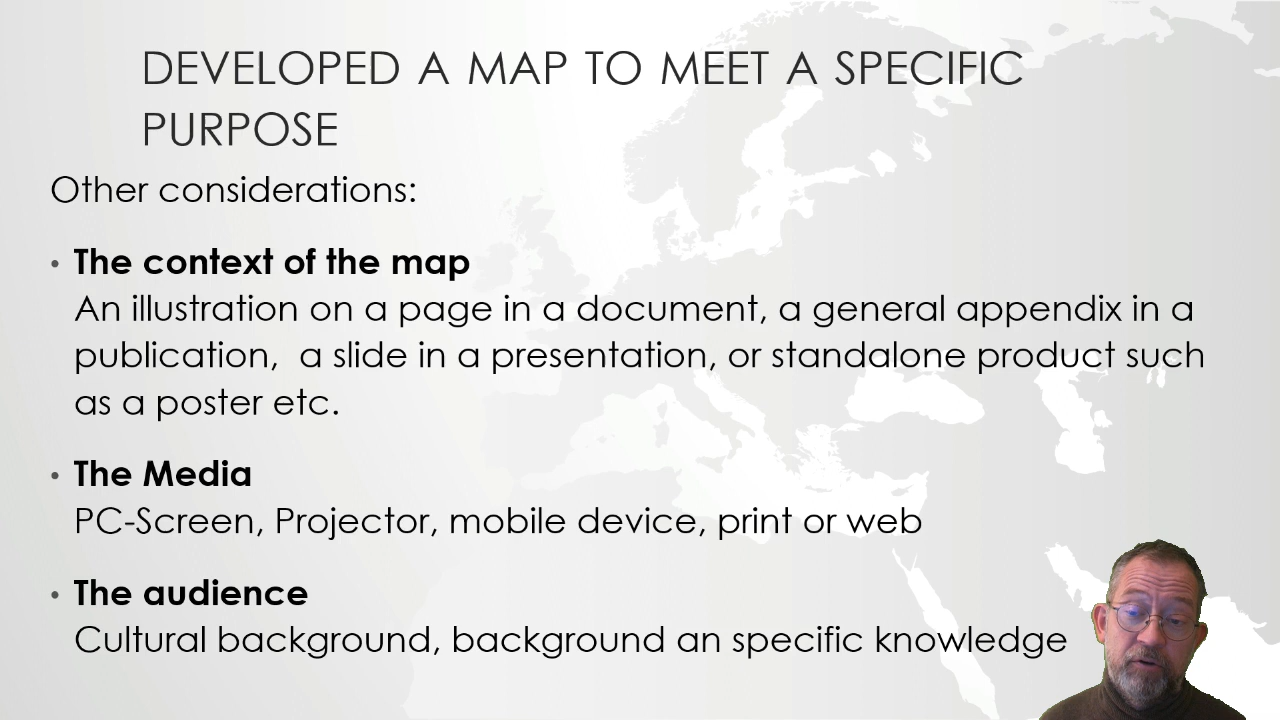 DEVELOPED A MAP TO MEET A SPECIFIC
PURPOSE
Other considerations:
• The context of the map
An illustration on a page in a document, a general appendix in a
publication,  a slide in a presentation, or standalone product such
as a poster etc.
• The Media
PC-Screen, Projector, mobile device, print or web
• The audience
Cultural background, background an specific knowledge